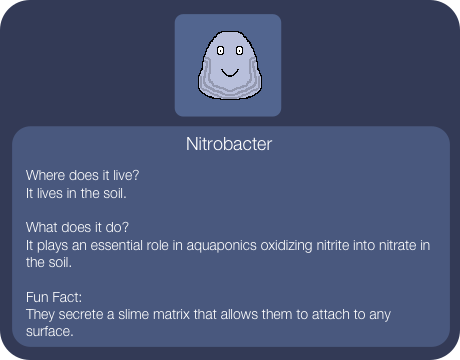 Nitrobacter
Where does it live?
It lives in the soil.
What does it do?
It plays an essential role in aquaponics oxidizing nitrite into nitrate in
the soil.
Fun Fact:
They secrete a slime matrix that allows them to attach to any
surface.